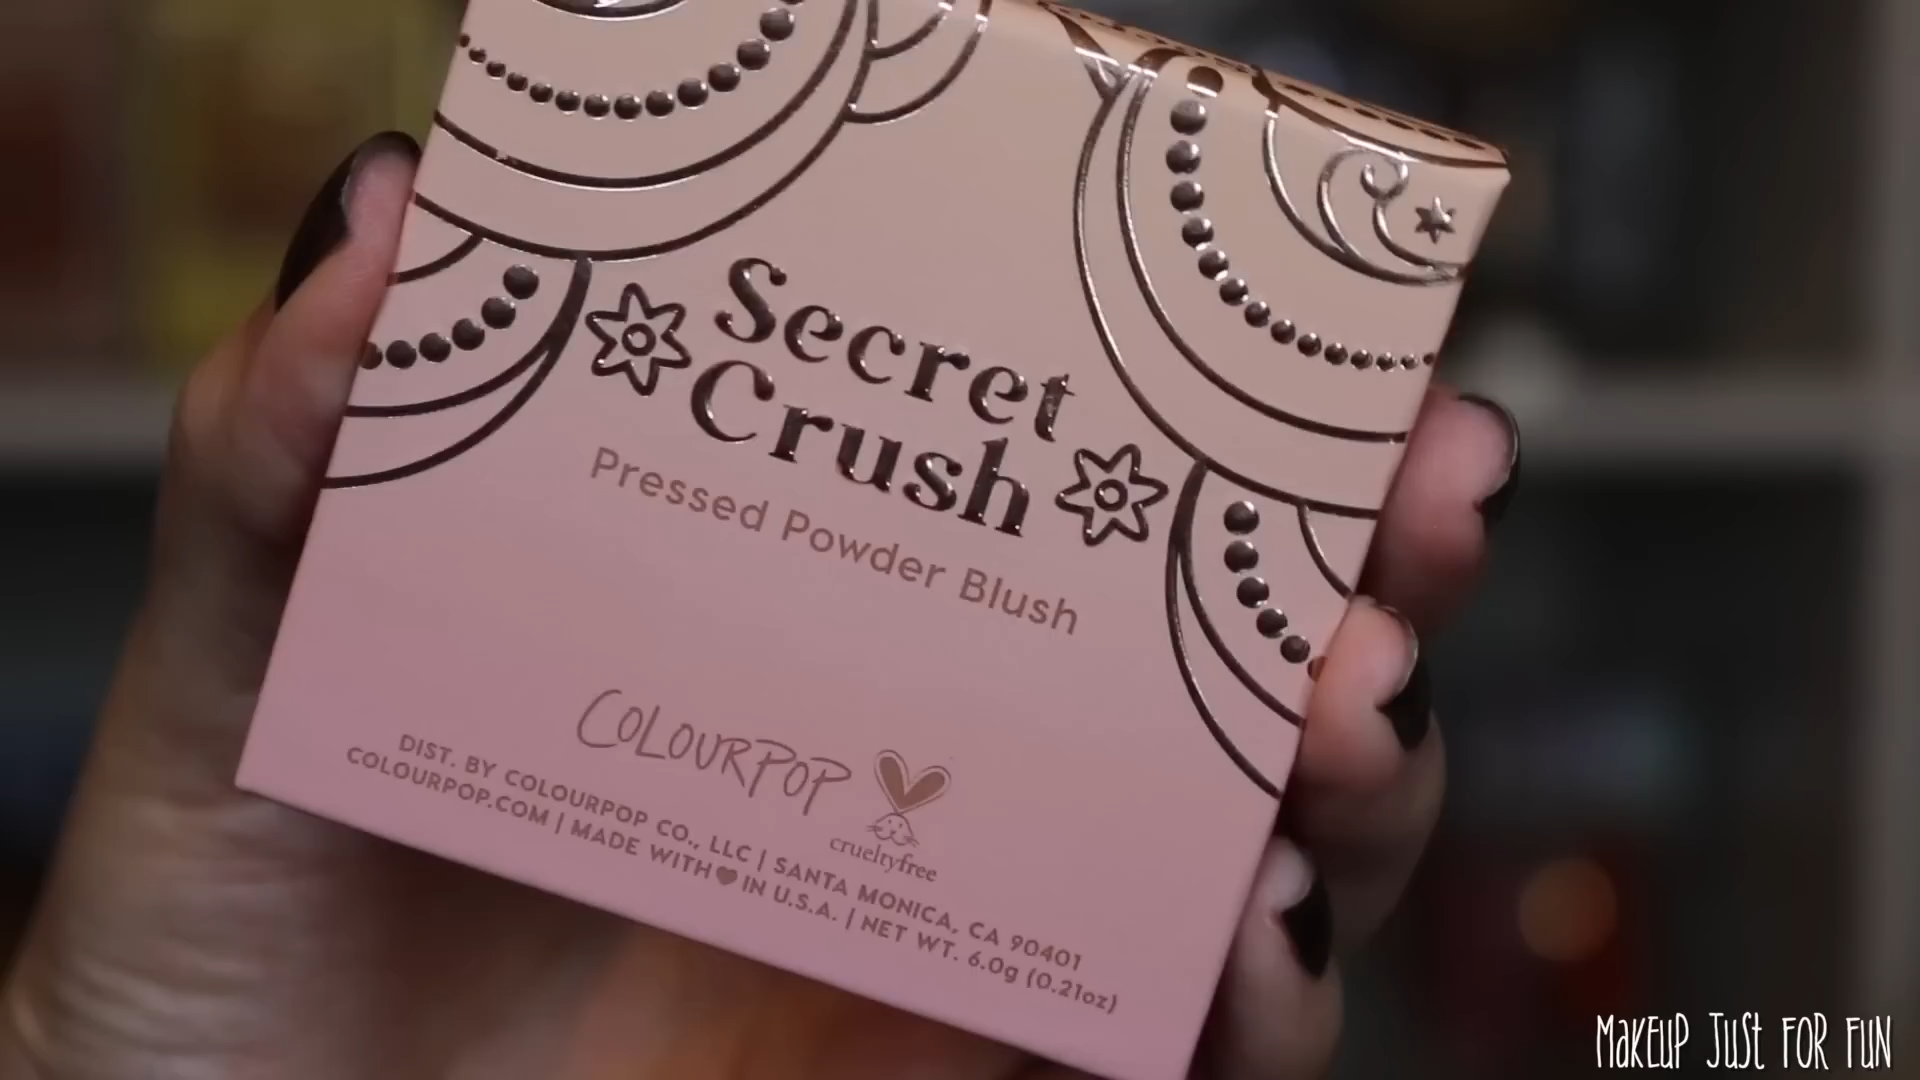 Secret
Crush
Pressed Powder Blush
COLOURPOP
crueltyfree
DIST. BY COLOURPOP CO., LLC | SANTA MONICA, CA 90401
COLOURPOP.COM | MADE WITH♥IN U.S.A. | NET WT. 6.0g (0.21oz)
MAKEUP JUST FOR FUN